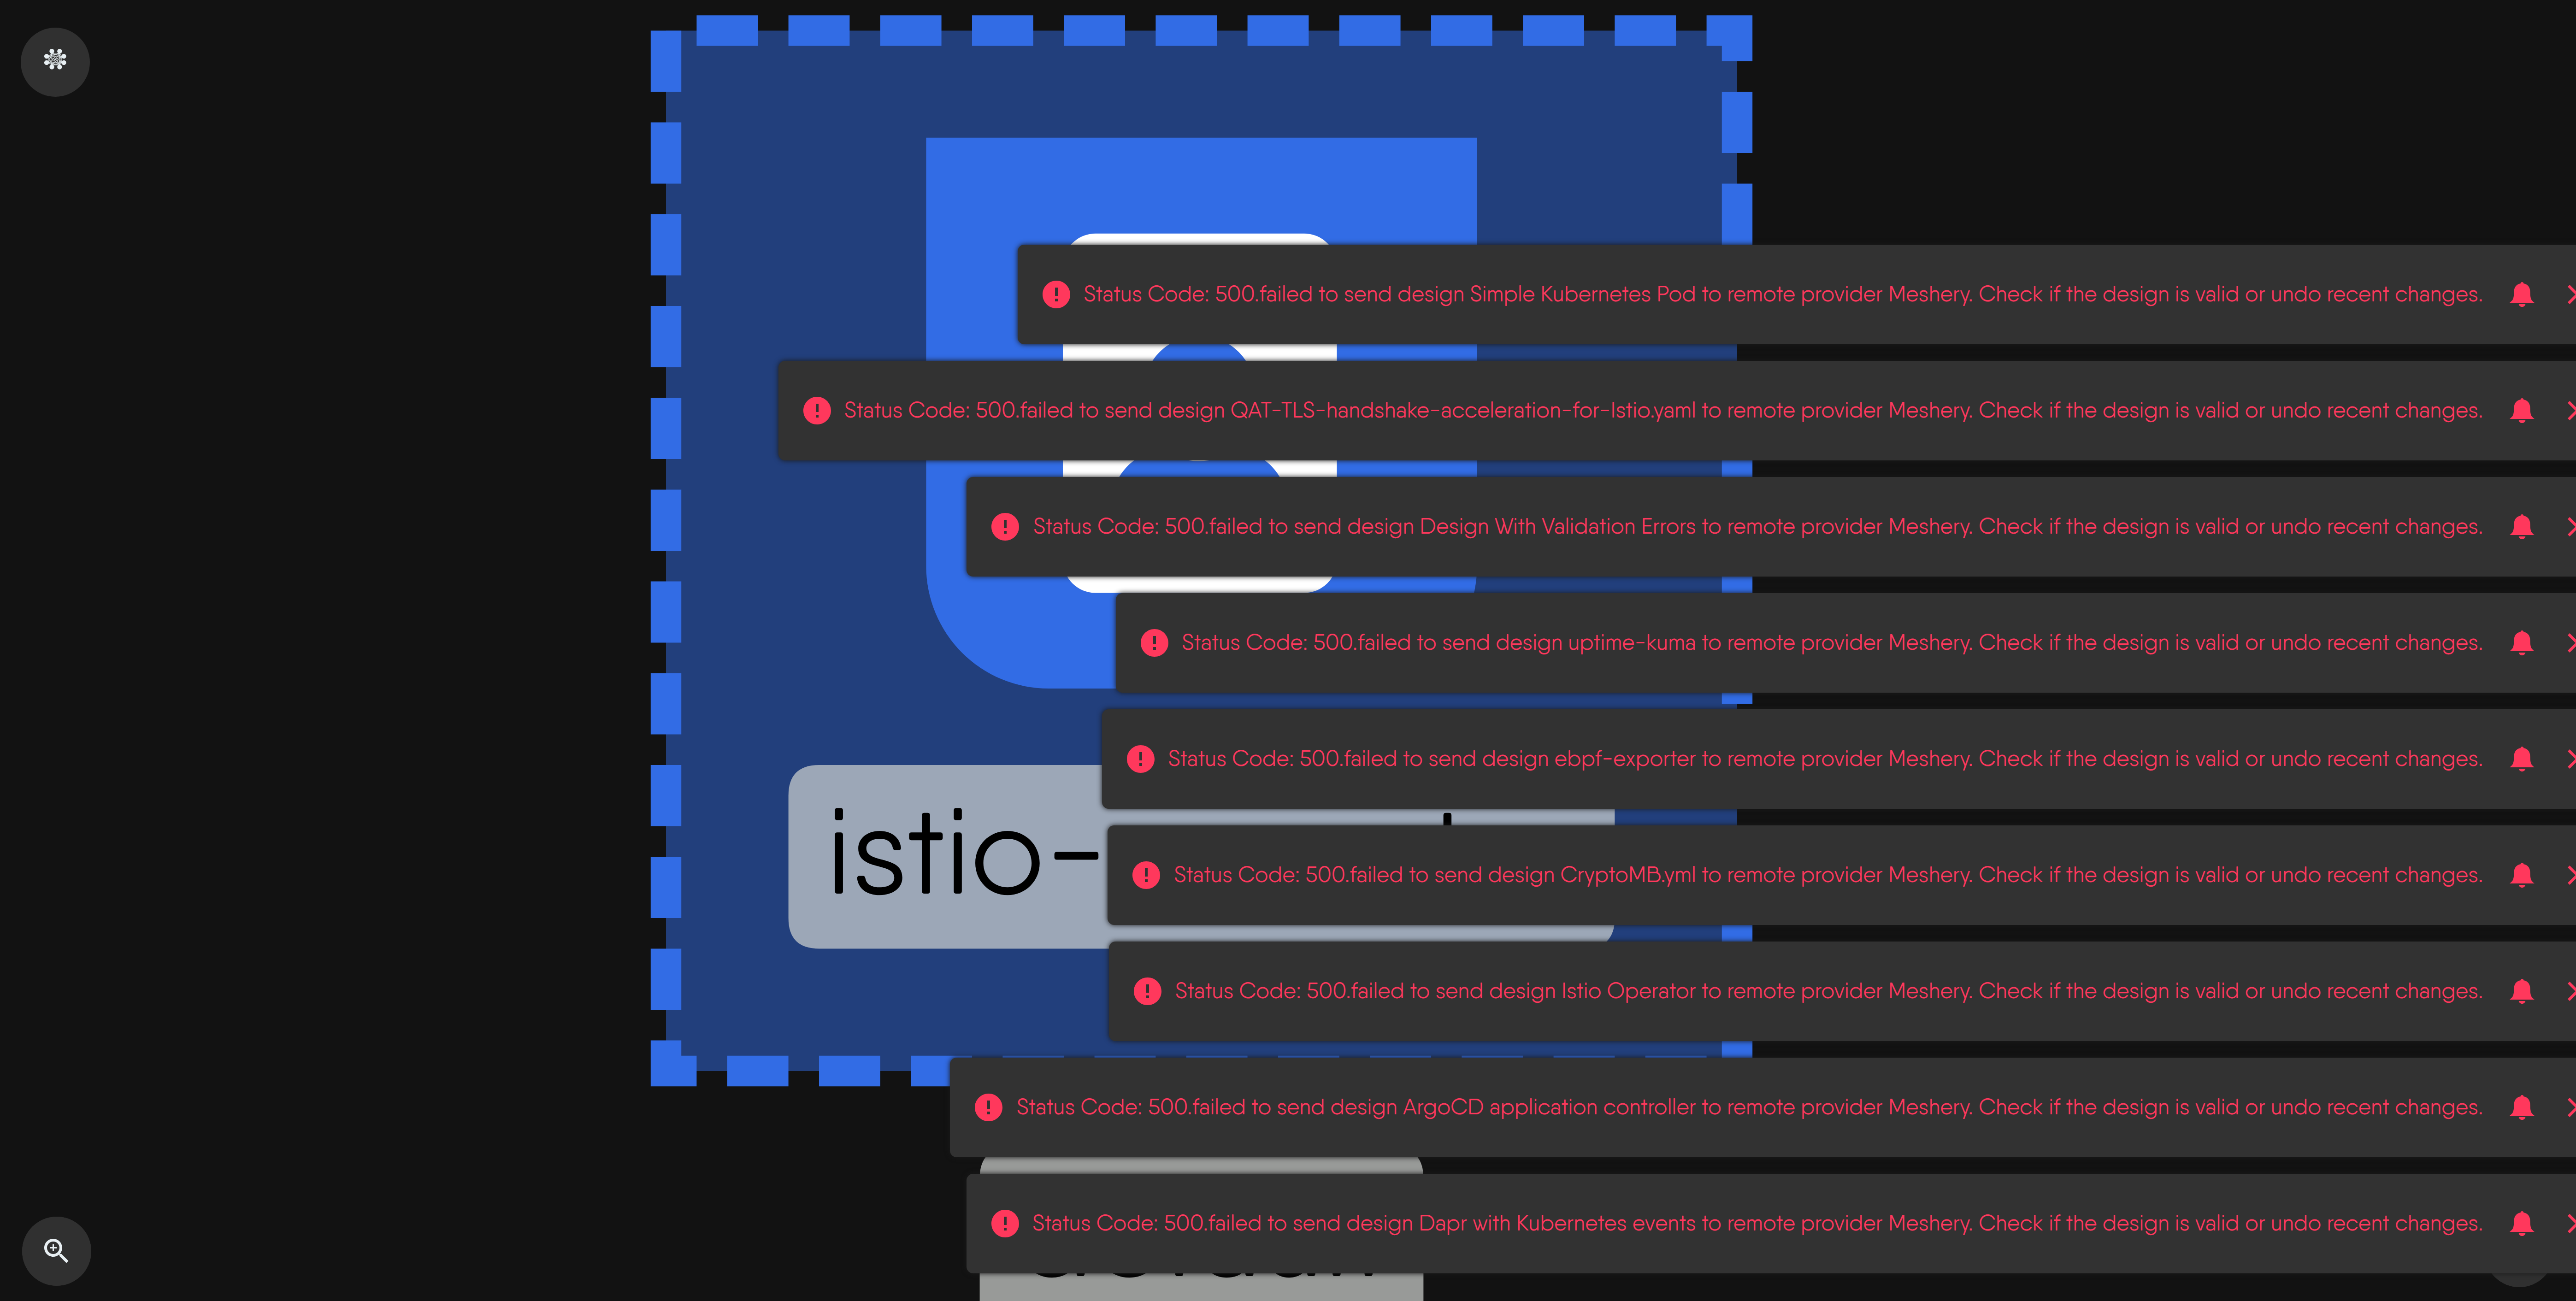 Status Code: 500.failed to send design Simple Kubernetes Pod to remote provider Meshery. Check if the design is valid or undo recent changes.
Status Code: 500.failed to send design QAT-TLS-handshake-acceleration-for-Istio.yaml to remote provider Meshery. Check if the design is valid or undo recent changes.
Status Code: 500.failed to send design Design With Validation Errors to remote provider Meshery. Check if the design is valid or undo recent changes.
Status Code: 500.failed to send design uptime-kuma to remote provider Meshery. Check if the design is valid or undo recent changes.
Status Code: 500.failed to send design ebpf-exporter to remote provider Meshery. Check if the design is valid or undo recent changes.
istio-
Status Code: 500.failed to send design CryptoMB.yml to remote provider Meshery. Check if the design is valid or undo recent changes.
Status Code: 500.failed to send design Istio Operator to remote provider Meshery. Check if the design is valid or undo recent changes.
Status Code: 500.failed to send design ArgoCD application controller to remote provider Meshery. Check if the design is valid or undo recent changes.
Status Code: 500.failed to send design Dapr with Kubernetes events to remote provider Meshery. Check if the design is valid or undo recent changes.